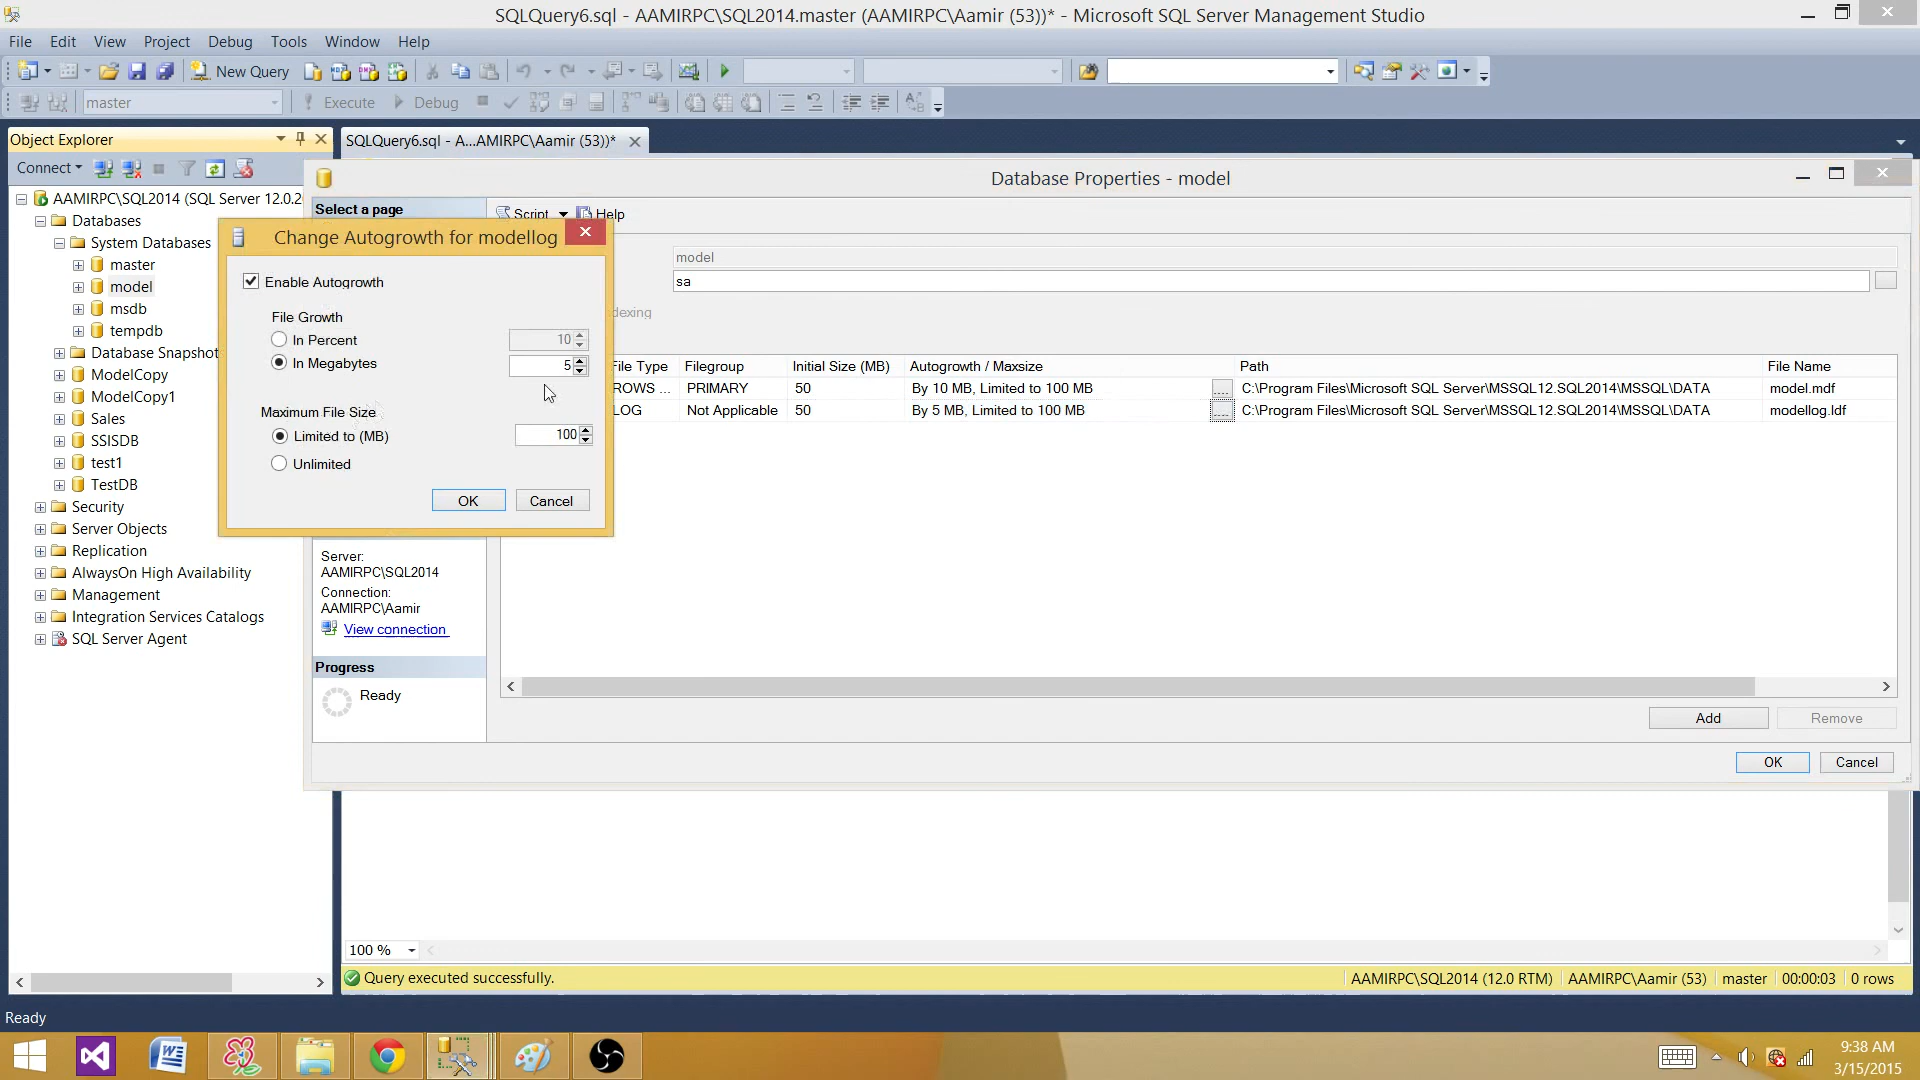 SQLQuery6.sql - AAMIRPC\SQL2014.master (AAMIRPC\Aamir (53))* - Microsoft SQL Server Management Studio
File Edit View Project Debug Tools Window Help
New Query
master Execute Debug
Object Explorer
SQLQuery6.sql - A...AMIRPC\Aamir (53))*
Connect
AAMIRPC\SQL2014 (SQL Server 12.0.2
Databases
System Databases
master
model
msdb
tempdb
Database Snapshot
ModelCopy
ModelCopy1
Sales
SSISDB
test1
TestDB
Security
Server Objects
Replication
AlwaysOn High Availability
Management
Integration Services Catalogs
SQL Server Agent
Database Properties - model
Select a page
Script Help
model
sa
dexing
File Type Filegroup Initial Size (MB) Autogrowth / Maxsize Path File Name
ROWS ... PRIMARY 50 By 10 MB, Limited to 100 MB ... C:\Program Files\Microsoft SQL Server\MSSQL12.SQL2014\MSSQL\DATA model.mdf
LOG Not Applicable 50 By 5 MB, Limited to 100 MB ... C:\Program Files\Microsoft SQL Server\MSSQL12.SQL2014\MSSQL\DATA modellog.ldf
Change Autogrowth for modellog
Enable Autogrowth
File Growth
In Percent 10
In Megabytes 5
Maximum File Size
Limited to (MB) 100
Unlimited
OK Cancel
Server:
AAMIRPC\SQL2014
Connection:
AAMIRPC\Aamir
View connection
Progress
Ready
Add Remove
OK Cancel
100 %
Query executed successfully. AAMIRPC\SQL2014 (12.0 RTM) AAMIRPC\Aamir (53) master 00:00:03 0 rows
Ready
9:38 AM
3/15/2015